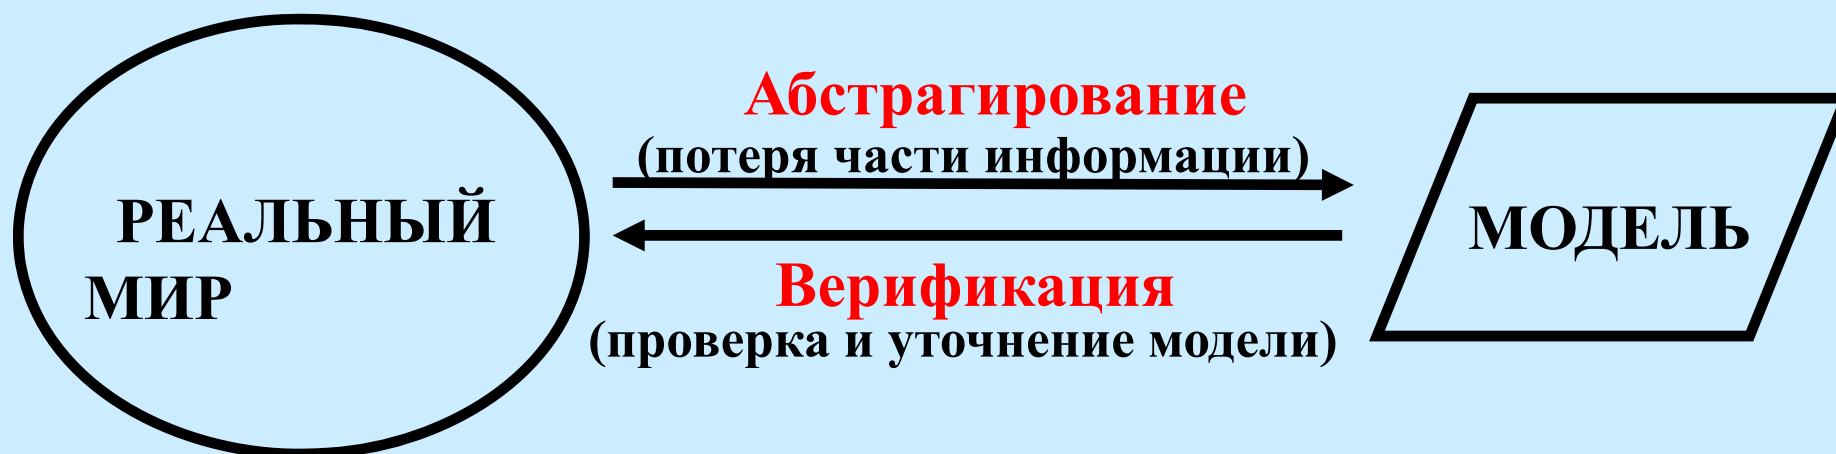 РЕАЛЬНЫЙ
МИР
Абстрагирование
(потеря части информации)
Верификация
(проверка и уточнение модели)
МОДЕЛЬ